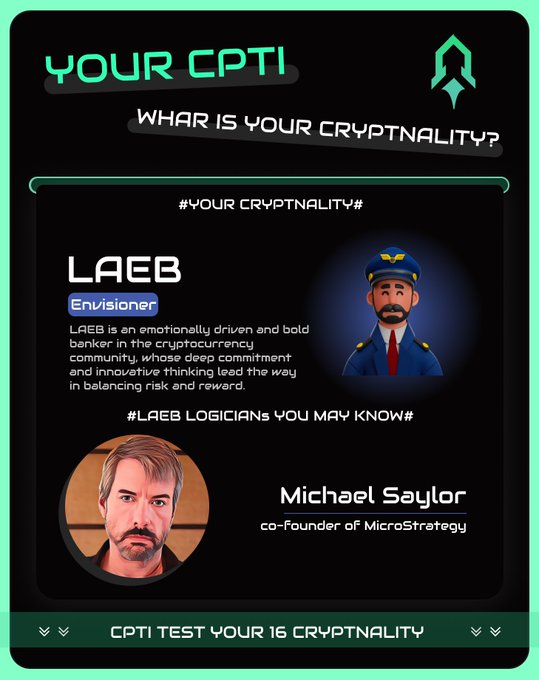 YOUR CPTI
WHAR IS YOUR CRYPTNALITY?
#YOUR CRYPTNALITY#
LAEB
Envisioner
LAEB is an emotionally driven and bold
banker in the cryptocurrency
community, whose deep commitment
and innovative thinking lead the way
in balancing risk and reward.
#LAEB LOGICIANs YOU MAY KNOW#
Michael Saylor
co-founder of MicroStrategy
CPTI TEST YOUR 16 CRYPTNALITY